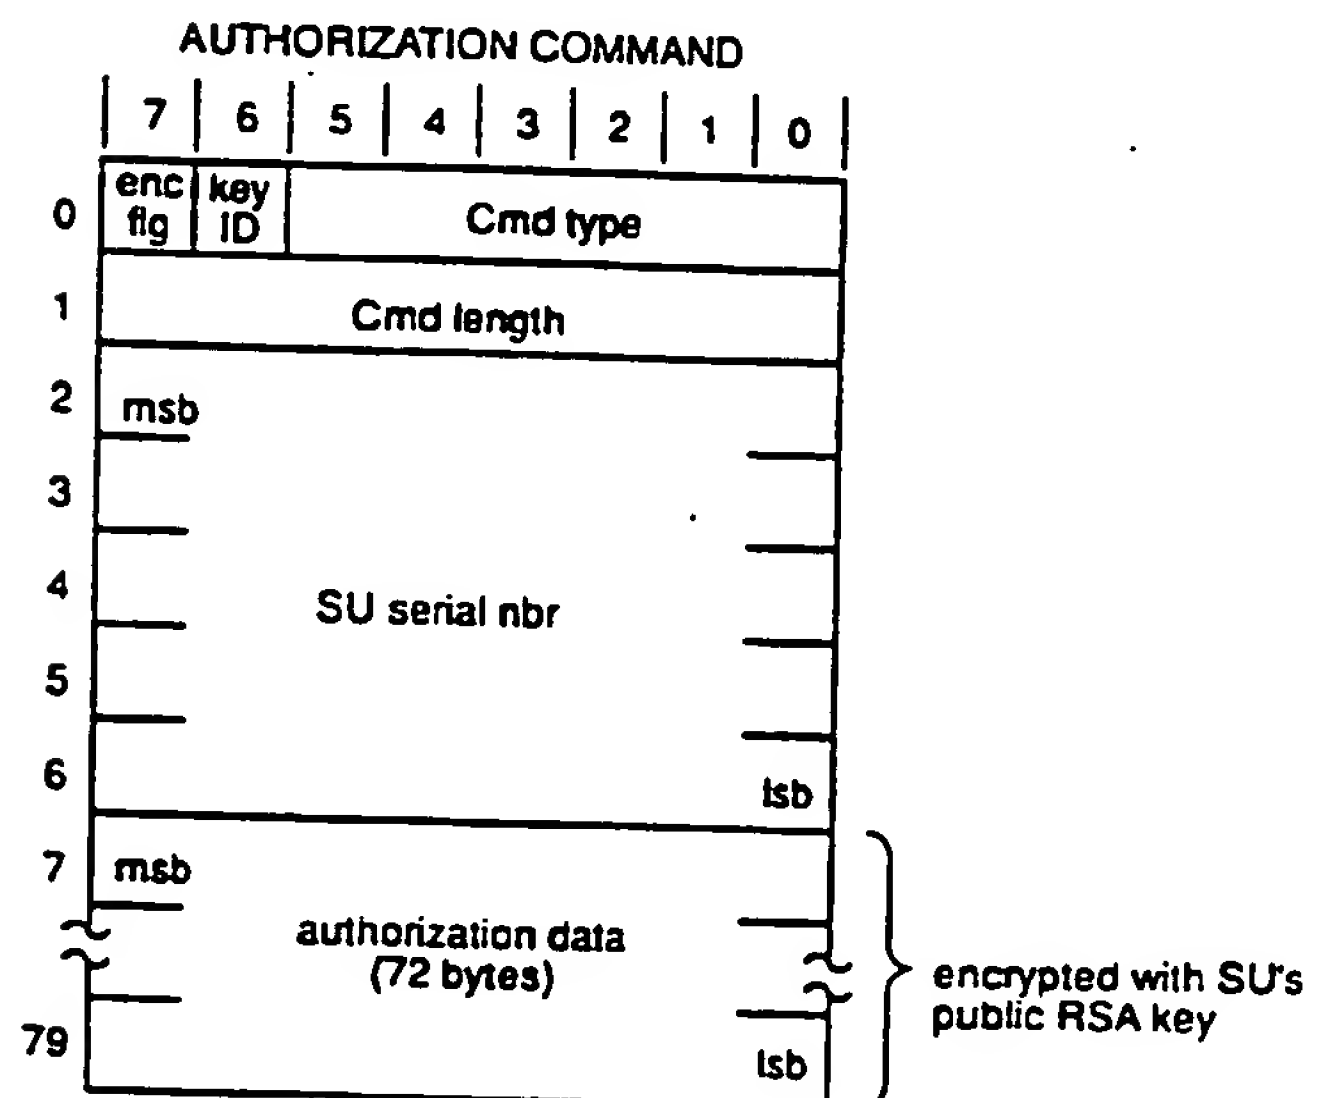 AUTHORIZATION COMMAND
7 6 5 4 3 2 1 0
0
enc
flg
key
ID
Cmd type
1
Cmd length
2
msb
3
4
SU serial nbr
5
6
lsb
7
msb
authorization data
(72 bytes)
encrypted with SU's
public RSA key
79
lsb